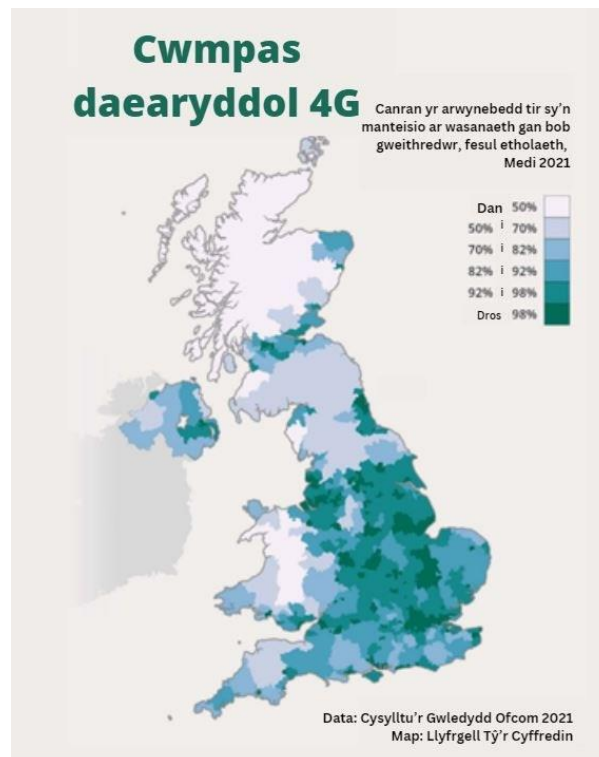 Cwmpas
daearyddol 4G
Canran yr arwynebedd tir sy'n
manteisio ar wasanaeth gan bob
gweithredwr, fesul etholaeth,
Medi 2021
Dan 50%
50% i 70%
70% i 82%
82% i 92%
92% i 98%
Dros 98%
Data: Cysylltu'r Gwledydd Ofcom 2021
Map: Llyfrgell Tŷ'r Cyffredin